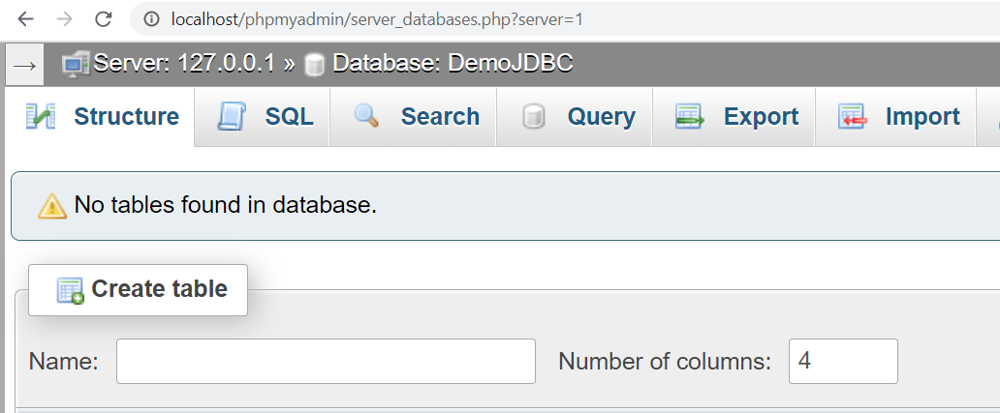 localhost/phpmyadmin/server_databases.php?server=1
Server: 127.0.0.1 » Database: DemoJDBC
Structure SQL Search Query Export Import
No tables found in database.
Create table
Name: Number of columns: 4